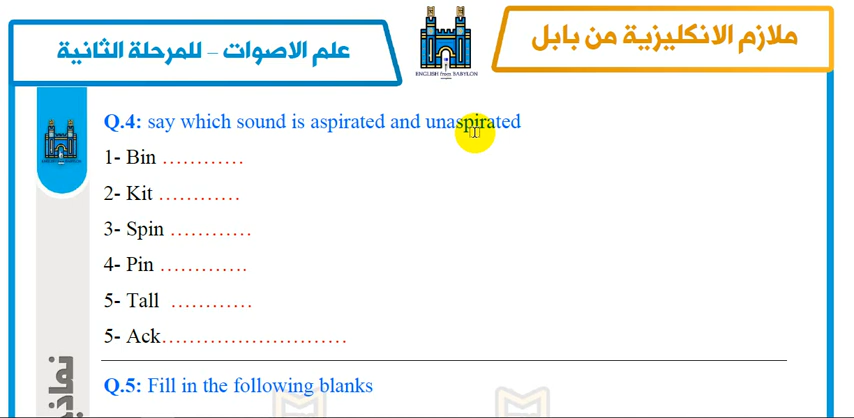 علم الاصوات – للمرحلة الثانية
ملازم الانكليزية من بابل
ENGLISH from BABYLON
Q.4: say which sound is aspirated and unaspirated
1- Bin …………
2- Kit …………
3- Spin …………
4- Pin ………….
5- Tall …………
5- Ack……………………….
Q.5: Fill in the following blanks